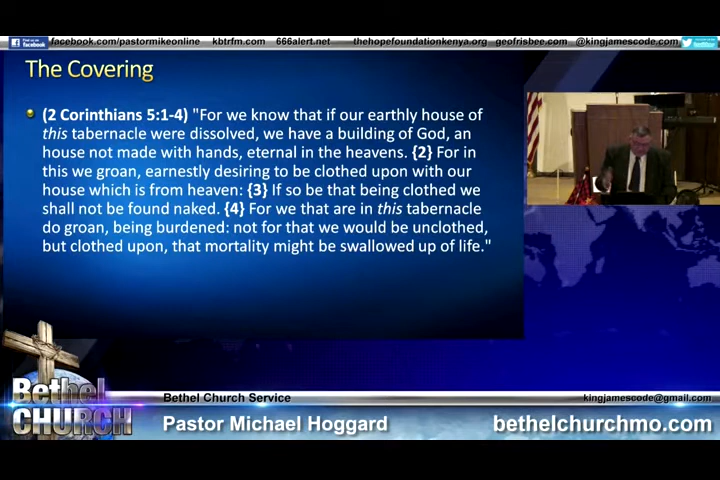 Find us on facebook facebook.com/pastormikeonline kbtrfm.com 666alert.net thehopefoundationkenya.org geofrisbee.com @kingjamescode.com
The Covering
(2 Corinthians 5:1-4) "For we know that if our earthly house of
this tabernacle were dissolved, we have a building of God, an
house not made with hands, eternal in the heavens. {2} For in
this we groan, earnestly desiring to be clothed upon with our
house which is from heaven: {3} If so be that being clothed we
shall not be found naked. {4} For we that are in this tabernacle
do groan, being burdened: not for that we would be unclothed,
but clothed upon, that mortality might be swallowed up of life."
Bethel
CHURCH
Bethel Church Service
kingjamescode@gmail.com
Pastor Michael Hoggard
bethelchurchmo.com